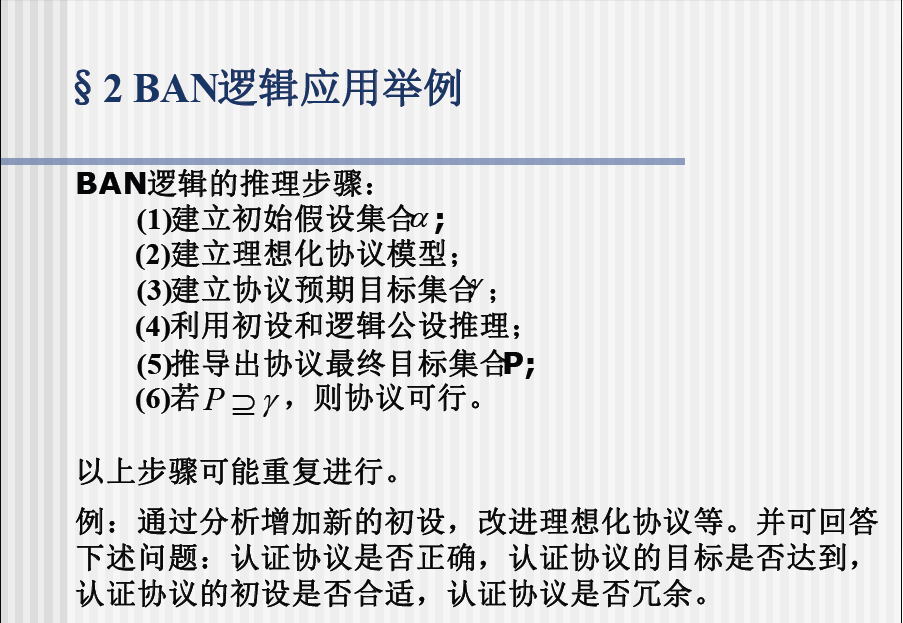 §2 BAN逻辑应用举例
BAN逻辑的推理步骤：
(1)建立初始假设集合α；
(2)建立理想化协议模型；
(3)建立协议预期目标集合γ；
(4)利用初设和逻辑公设推理；
(5)推导出协议最终目标集合P;
(6)若P⊇γ，则协议可行。
以上步骤可能重复进行。
例：通过分析增加新的初设，改进理想化协议等。并可回答
下述问题：认证协议是否正确，认证协议的目标是否达到，
认证协议的初设是否合适，认证协议是否冗余。